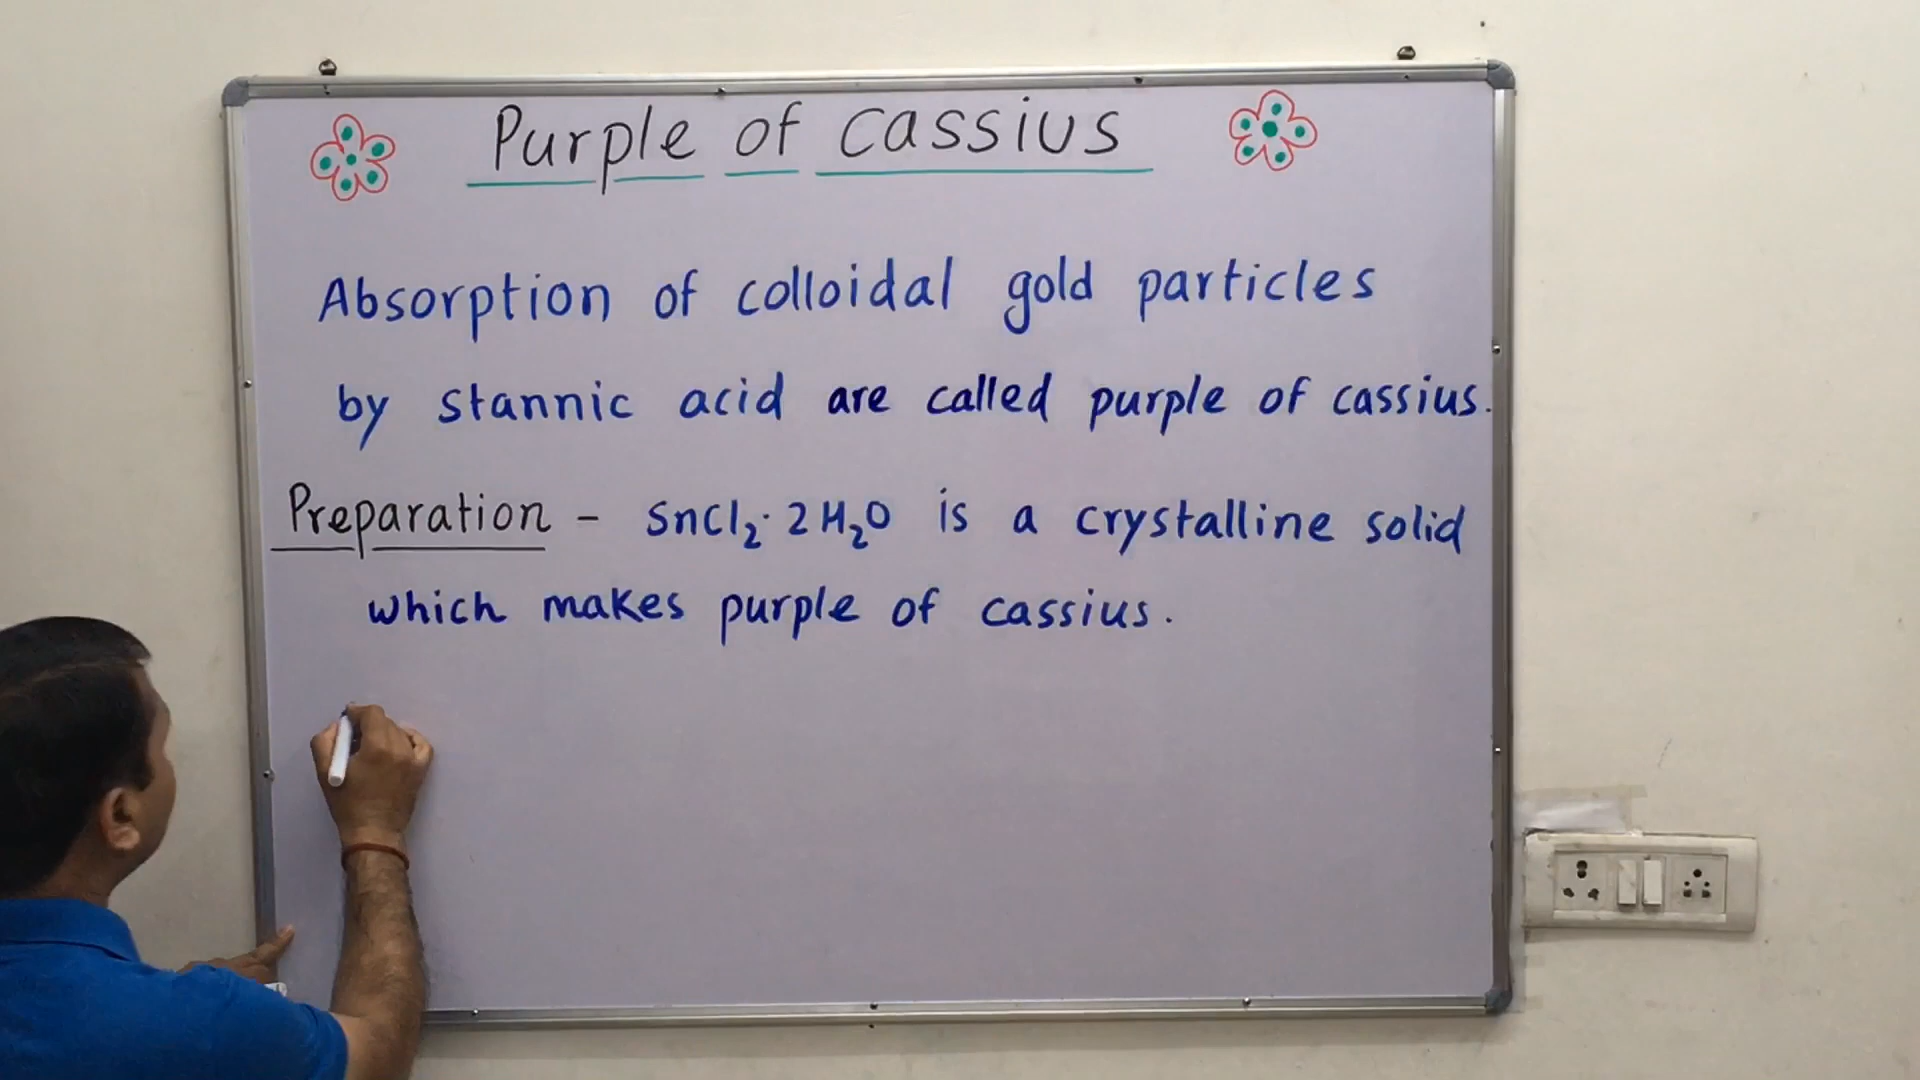 Purple of cassius
Absorption of colloidal gold particles
by stannic acid are called purple of cassius.
Preparation - SnCl₂·2H₂O is a crystalline solid
which makes purple of cassius.